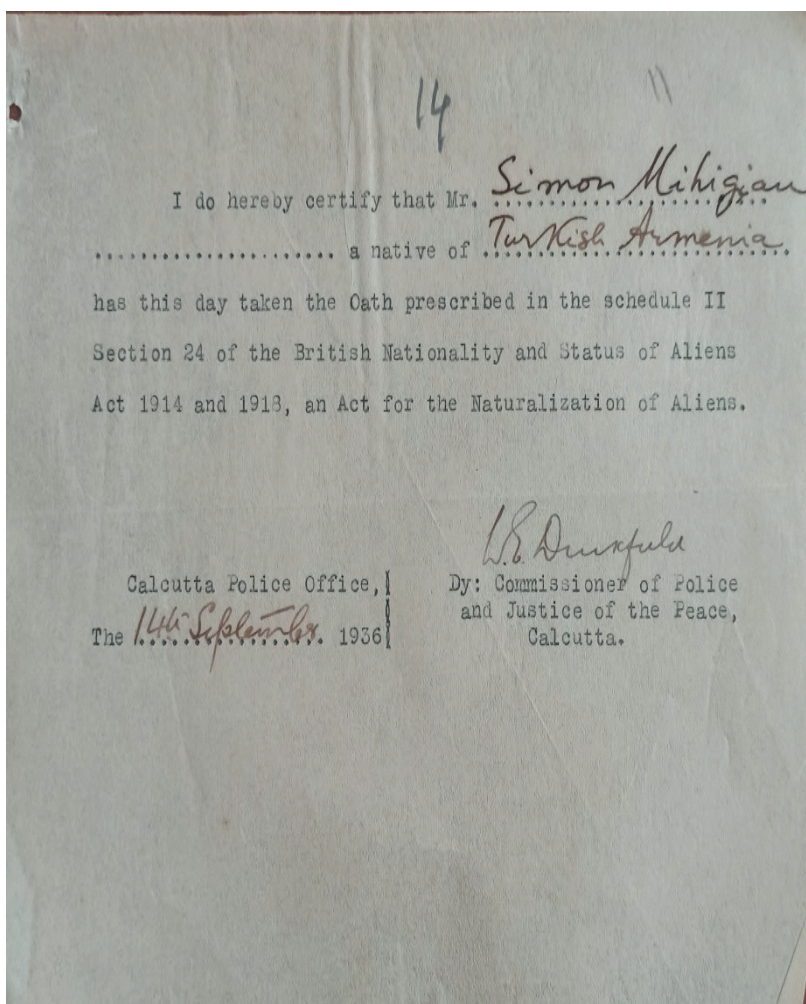 14 11
I do hereby certify that Mr. Simon Mihigian
..................... a native of Turkish Armenia
has this day taken the Oath prescribed in the schedule II
Section 24 of the British Nationality and Status of Aliens
Act 1914 and 1918, an Act for the Naturalization of Aliens.
W.E.
Calcutta Police Office, Dy: Commissioner of Police
and Justice of the Peace,
The 14th September 1936 Calcutta.